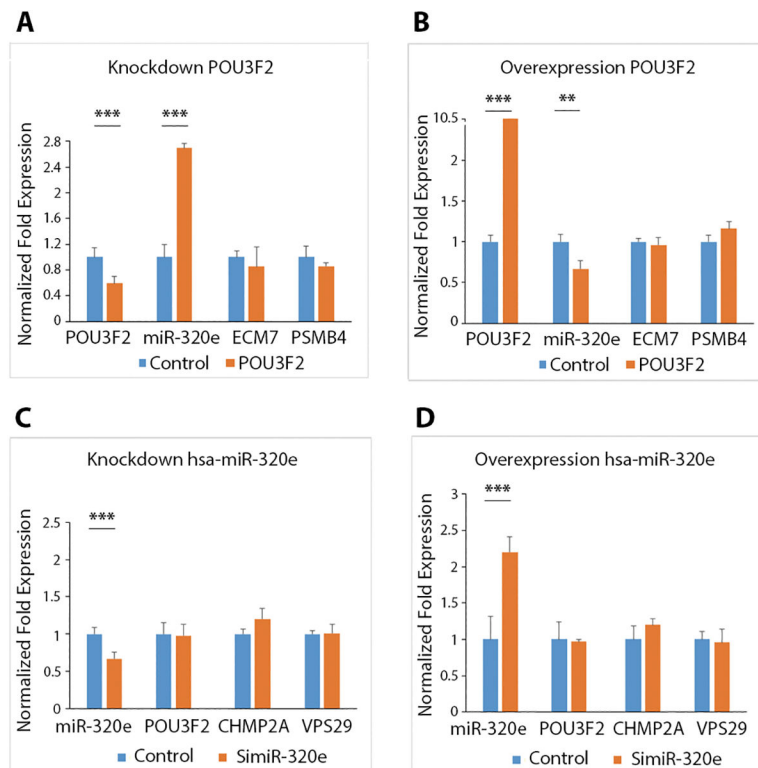 A
Knockdown POU3F2
Normalized Fold Expression
2.8
2.4
2.0
1.6
1.2
0.8
0.4
0
***
***
POU3F2 miR-320e ECM7 PSMB4
Control POU3F2
B
Overexpression POU3F2
Normalized Fold Expression
10.5
2
1.5
1
0.5
0
***
**
POU3F2 miR-320e ECM7 PSMB4
Control POU3F2
C
Knockdown hsa-miR-320e
Normalized Fold Expression
2.5
2
1.5
1
0.5
0
***
miR-320e POU3F2 CHMP2A VPS29
Control SimiR-320e
D
Overexpression hsa-miR-320e
Normalized Fold Expression
3
2.5
2
1.5
1
0.5
0
***
miR-320e POU3F2 CHMP2A VPS29
Control SimiR-320e